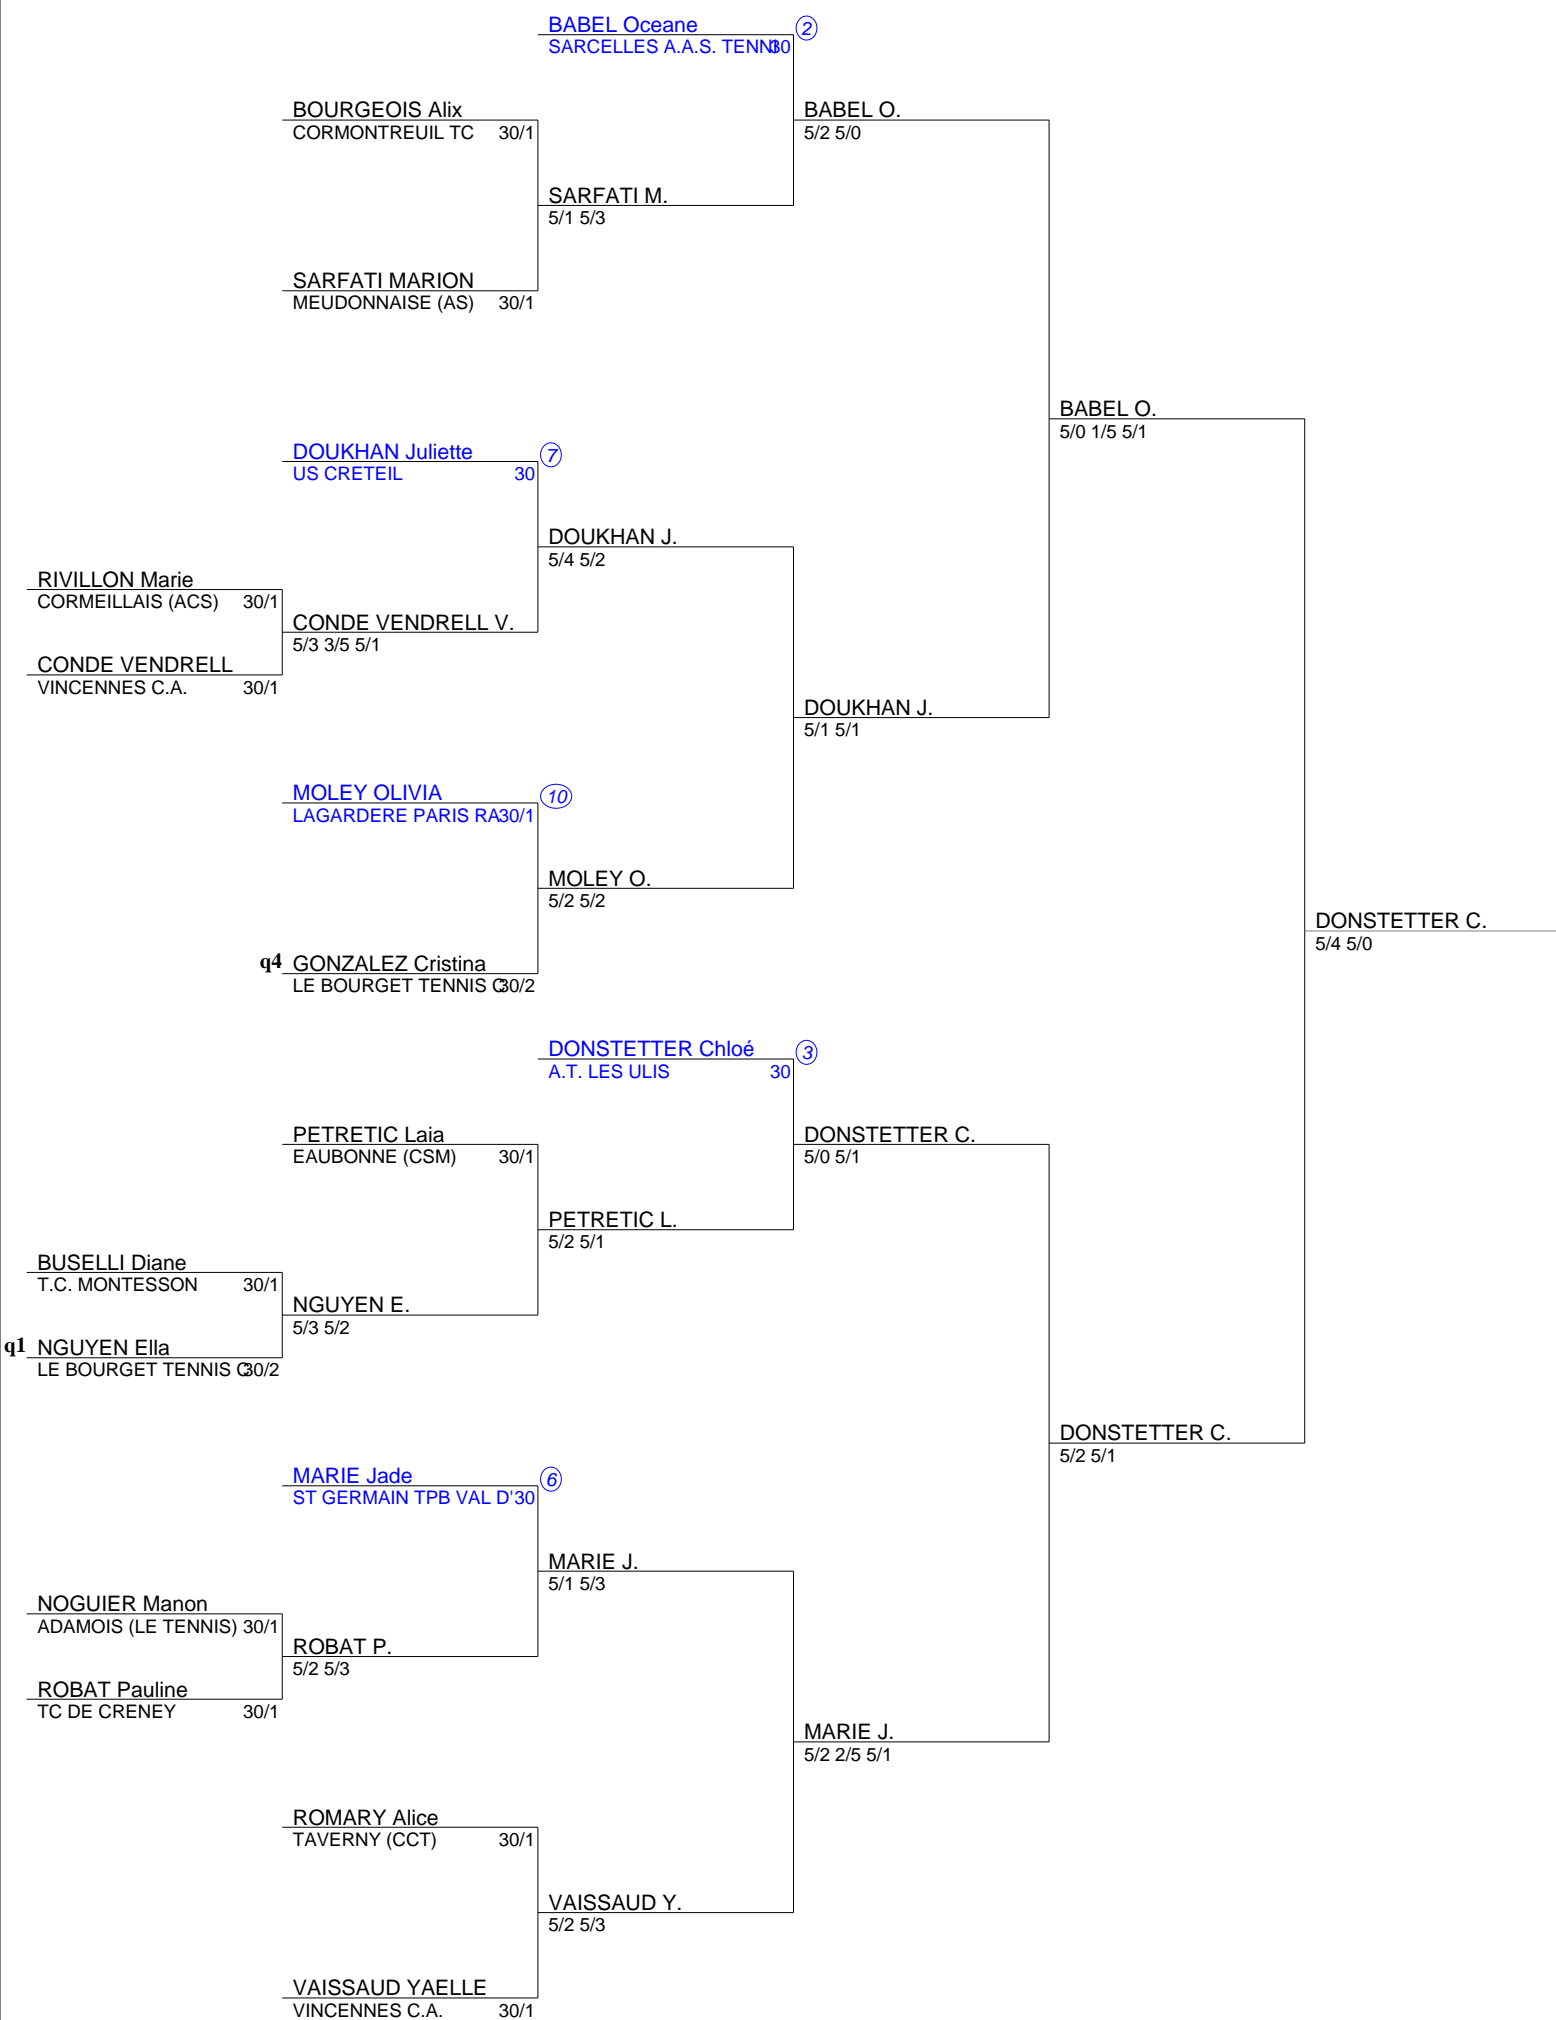 BABEL Oceane 2
SARCELLES A.A.S. TENNI 30
BOURGEOIS Alix
CORMONTREUIL TC 30/1
BABEL O.
5/2 5/0
SARFATI M.
5/1 5/3
SARFATI MARION
MEUDONNAISE (AS) 30/1
BABEL O.
5/0 1/5 5/1
DOUKHAN Juliette 7
US CRETEIL 30
DOUKHAN J.
5/4 5/2
RIVILLON Marie
CORMEILLAIS (ACS) 30/1
CONDE VENDRELL V.
5/3 3/5 5/1
CONDE VENDRELL
VINCENNES C.A. 30/1
DOUKHAN J.
5/1 5/1
MOLEY OLIVIA 10
LAGARDERE PARIS RA 30/1
MOLEY O.
5/2 5/2
DONSTETTER C.
5/4 5/0
q4 GONZALEZ Cristina
LE BOURGET TENNIS C 30/2
DONSTETTER Chloé 3
A.T. LES ULIS 30
PETRETIC Laia
EAUBONNE (CSM) 30/1
DONSTETTER C.
5/0 5/1
PETRETIC L.
5/2 5/1
BUSELLI Diane
T.C. MONTESSON 30/1
NGUYEN E.
5/3 5/2
q1 NGUYEN Ella
LE BOURGET TENNIS C 30/2
DONSTETTER C.
5/2 5/1
MARIE Jade 6
ST GERMAIN TPB VAL D' 30
MARIE J.
5/1 5/3
NOGUIER Manon
ADAMOIS (LE TENNIS) 30/1
ROBAT P.
5/2 5/3
ROBAT Pauline
TC DE CRENEY 30/1
MARIE J.
5/2 2/5 5/1
ROMARY Alice
TAVERNY (CCT) 30/1
VAISSAUD Y.
5/2 5/3
VAISSAUD YAELLE
VINCENNES C.A. 30/1